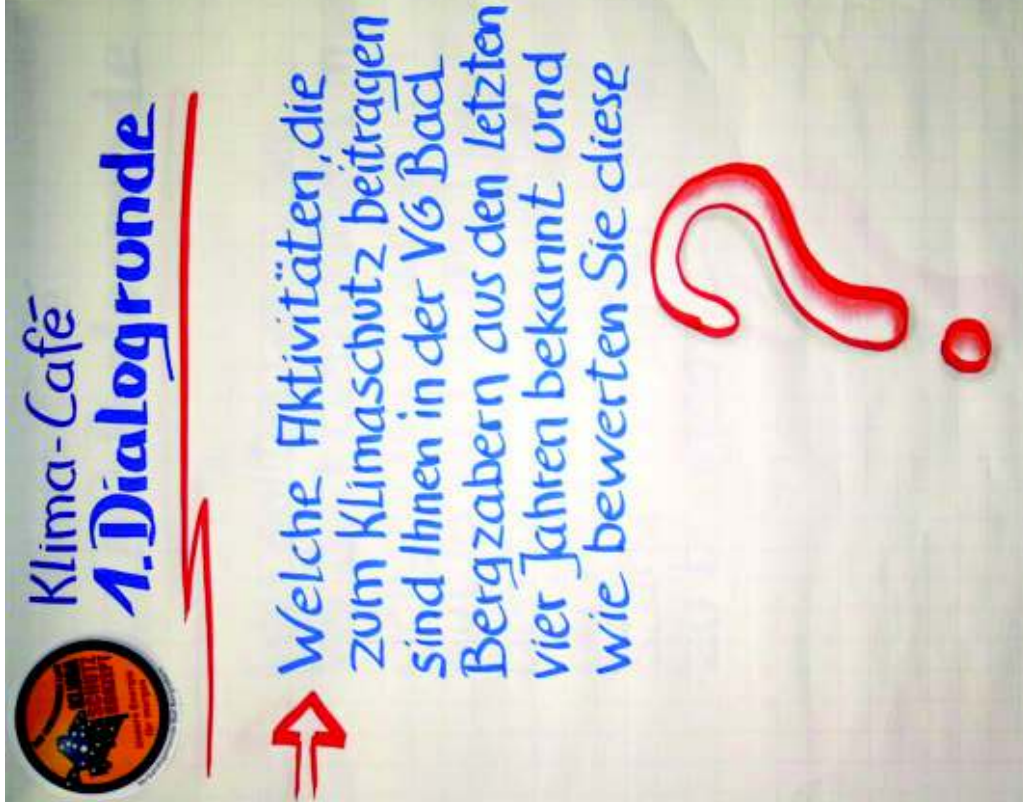 Klima-Café
1. Dialogrunde
Welche Aktivitäten, die
zum Klimaschutz beitragen
sind Ihnen in der VG Bad
Bergzabern aus den letzten
vier Jahren bekannt und
wie bewerten Sie diese
?